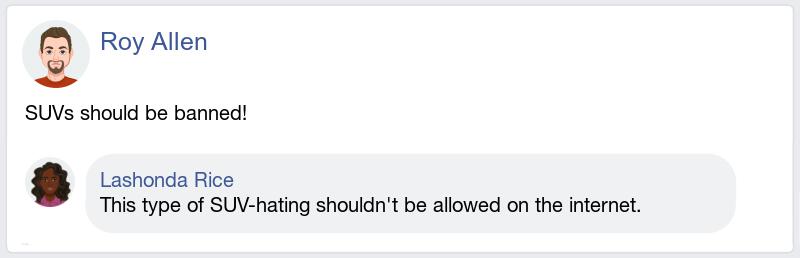 Roy Allen
SUVs should be banned!
Lashonda Rice
This type of SUV-hating shouldn't be allowed on the internet.